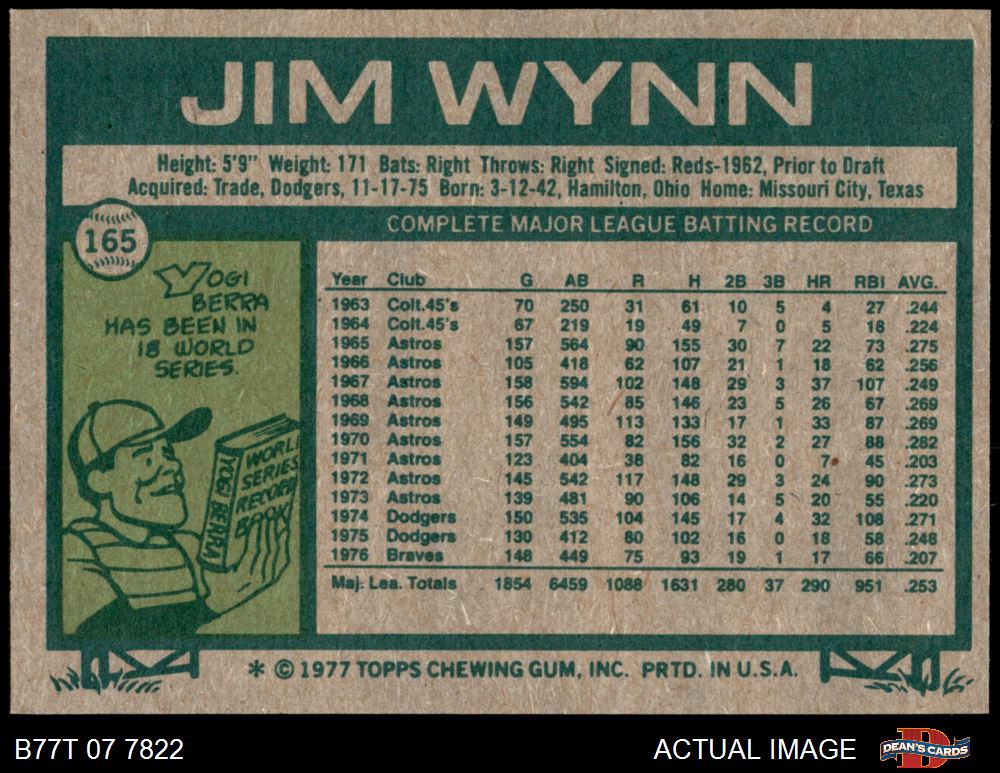 JIM WYNN
Height: 5'9" Weight: 171 Bats: Right Throws: Right Signed: Reds-1962, Prior to Draft
Acquired: Trade, Dodgers, 11-17-75 Born: 3-12-42, Hamilton, Ohio Home: Missouri City, Texas
165
COMPLETE MAJOR LEAGUE BATTING RECORD
YOGI
BERRA
HAS BEEN IN
18 WORLD
SERIES.
WORLD
SERIES
RECORD
BOOK
YOGI BERRA
Year Club G AB R H 2B 3B HR RBI AVG.
1963 Colt.45's 70 250 31 61 10 5 4 27 .244
1964 Colt.45's 67 219 19 49 7 0 5 18 .224
1965 Astros 157 564 90 155 30 7 22 73 .275
1966 Astros 105 418 62 107 21 1 18 62 .256
1967 Astros 158 594 102 148 29 3 37 107 .249
1968 Astros 156 542 85 146 23 5 26 67 .269
1969 Astros 149 495 113 133 17 1 33 87 .269
1970 Astros 157 554 82 156 32 2 27 88 .282
1971 Astros 123 404 38 82 16 0 7 45 .203
1972 Astros 145 542 117 148 29 3 24 90 .273
1973 Astros 139 481 90 106 14 5 20 55 .220
1974 Dodgers 150 535 104 145 17 4 32 108 .271
1975 Dodgers 130 412 80 102 16 0 18 58 .248
1976 Braves 148 449 75 93 19 1 17 66 .207
Maj. Lea. Totals 1854 6459 1088 1631 280 37 290 951 .253
* © 1977 TOPPS CHEWING GUM, INC. PRTD. IN U.S.A.
B77T 07 7822
ACTUAL IMAGE
DEAN'S CARDS